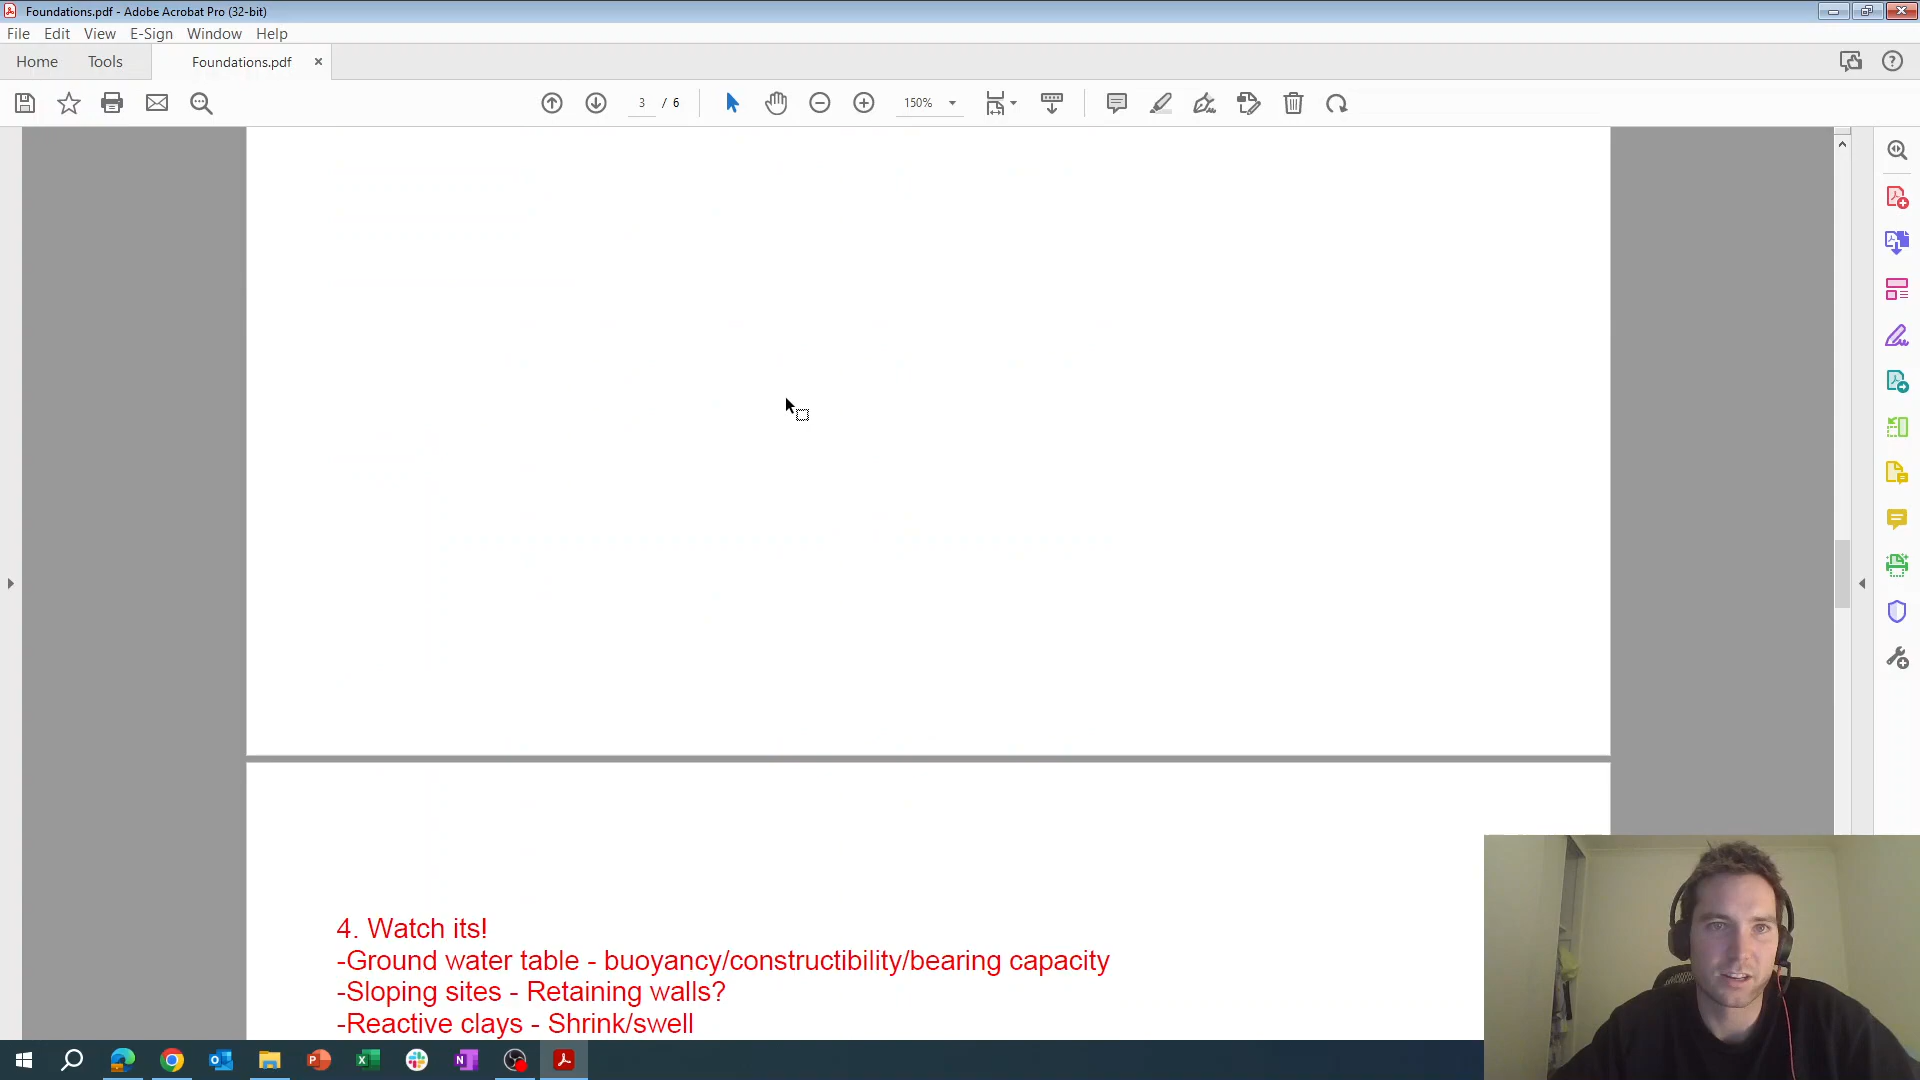 Foundations.pdf - Adobe Acrobat Pro (32-bit)
File Edit View E-Sign Window Help
Home Tools Foundations.pdf
3 / 6 150%
4. Watch its!
-Ground water table - buoyancy/constructibility/bearing capacity
-Sloping sites - Retaining walls?
-Reactive clays - Shrink/swell